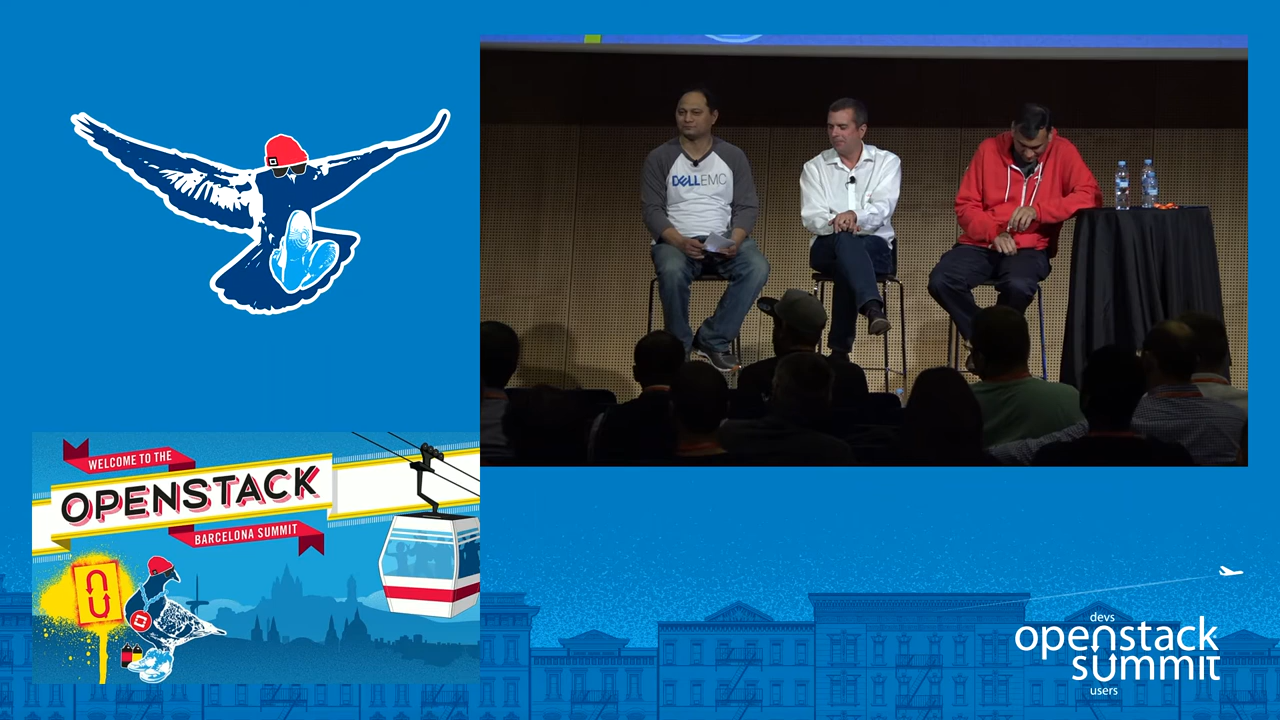 DELLEMC
WELCOME TO THE
OPENSTACK
BARCELONA SUMMIT
devs
openstack
summit
users